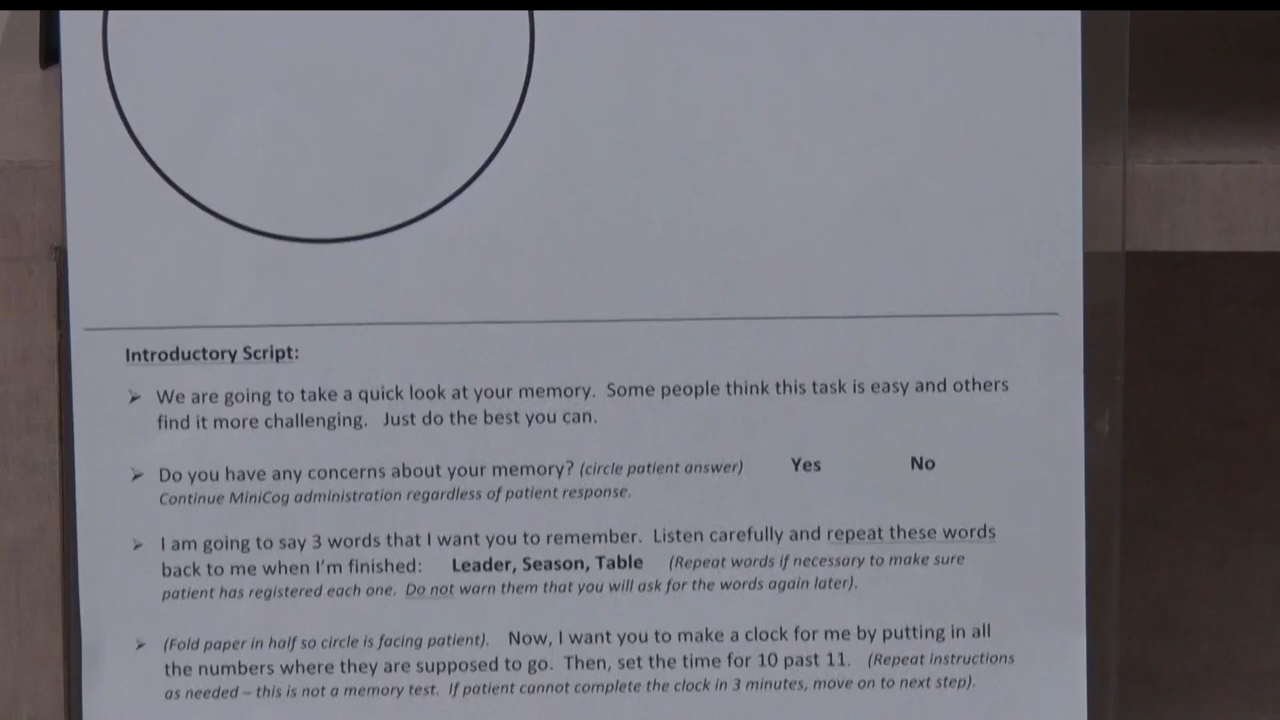 Introductory Script:
➢ We are going to take a quick look at your memory. Some people think this task is easy and others
find it more challenging. Just do the best you can.
➢ Do you have any concerns about your memory? (circle patient answer) Yes No
Continue MiniCog administration regardless of patient response.
➢ I am going to say 3 words that I want you to remember. Listen carefully and repeat these words
back to me when I'm finished: Leader, Season, Table (Repeat words if necessary to make sure
patient has registered each one. Do not warn them that you will ask for the words again later).
➢ (Fold paper in half so circle is facing patient). Now, I want you to make a clock for me by putting in all
the numbers where they are supposed to go. Then, set the time for 10 past 11. (Repeat instructions
as needed – this is not a memory test. If patient cannot complete the clock in 3 minutes, move on to next step).